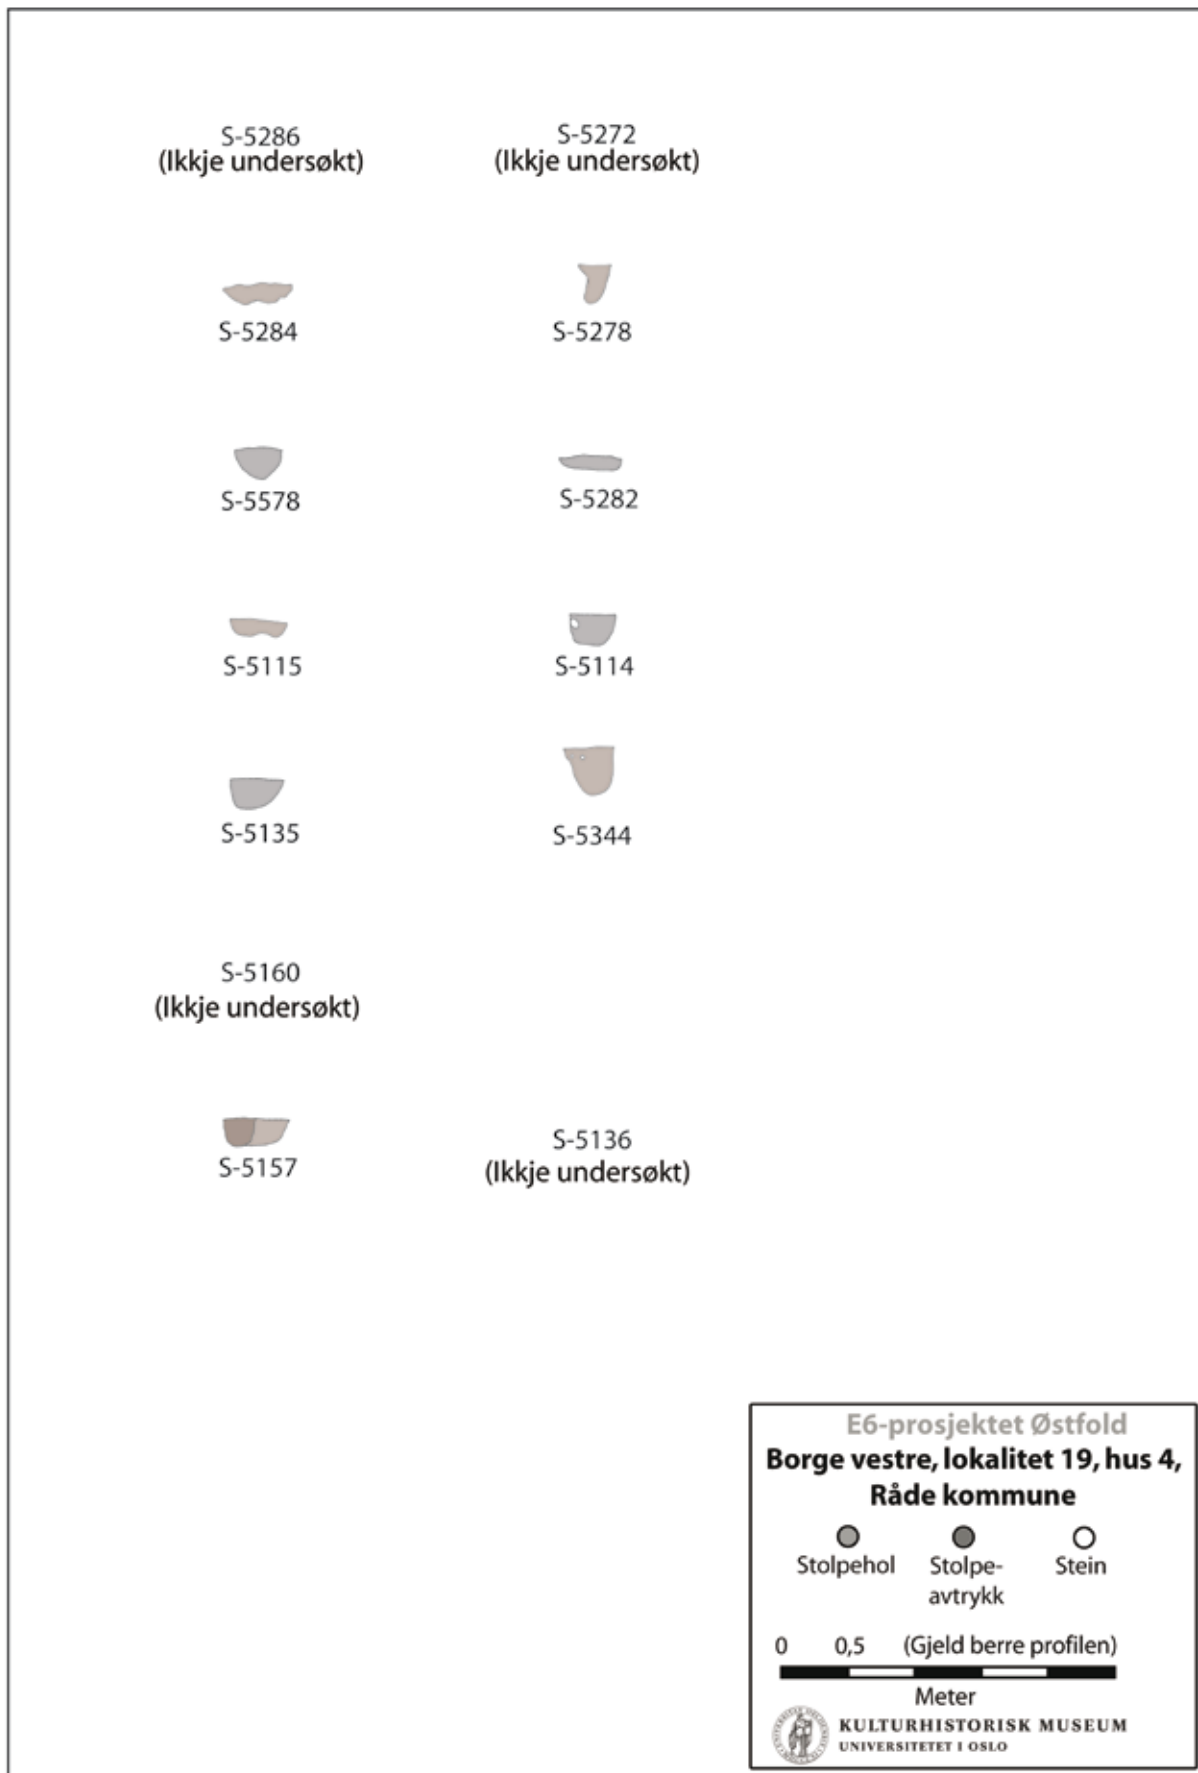 S-5286
(Ikkje undersøkt)
S-5272
(Ikkje undersøkt)
S-5284
S-5278
S-5578
S-5282
S-5115
S-5114
S-5135
S-5344
S-5160
(Ikkje undersøkt)
S-5157
S-5136
(Ikkje undersøkt)
E6-prosjektet Østfold
Borge vestre, lokalitet 19, hus 4,
Råde kommune
Stolpehol
Stolpe-
avtrykk
Stein
0 0,5 (Gjeld berre profilen)
Meter
KULTURHISTORISK MUSEUM
UNIVERSITETET I OSLO